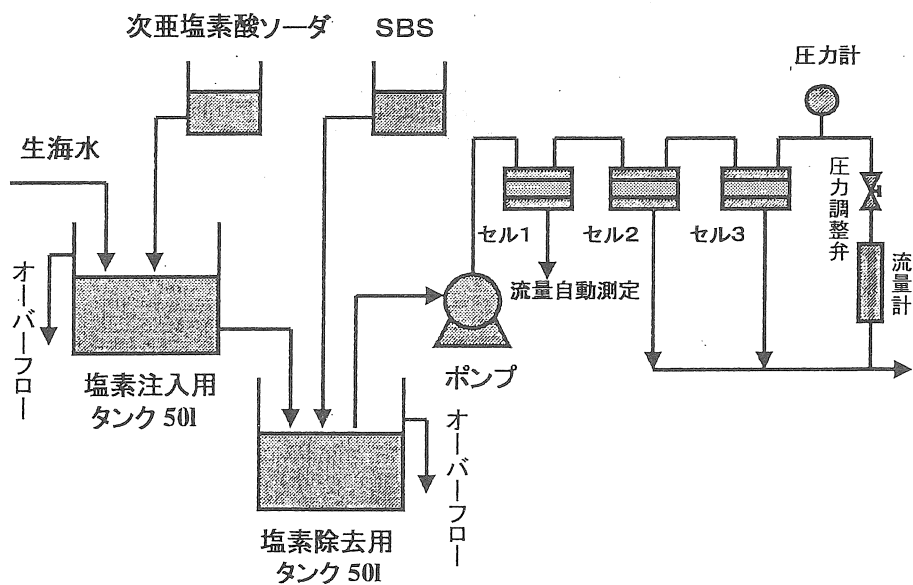 次亜塩素酸ソーダ
SBS
圧力計
生海水
圧力調整弁
セル1
セル2
セル3
流量計
オーバーフロー
流量自動測定
ポンプ
塩素注入用
タンク 50l
オーバーフロー
塩素除去用
タンク 50l